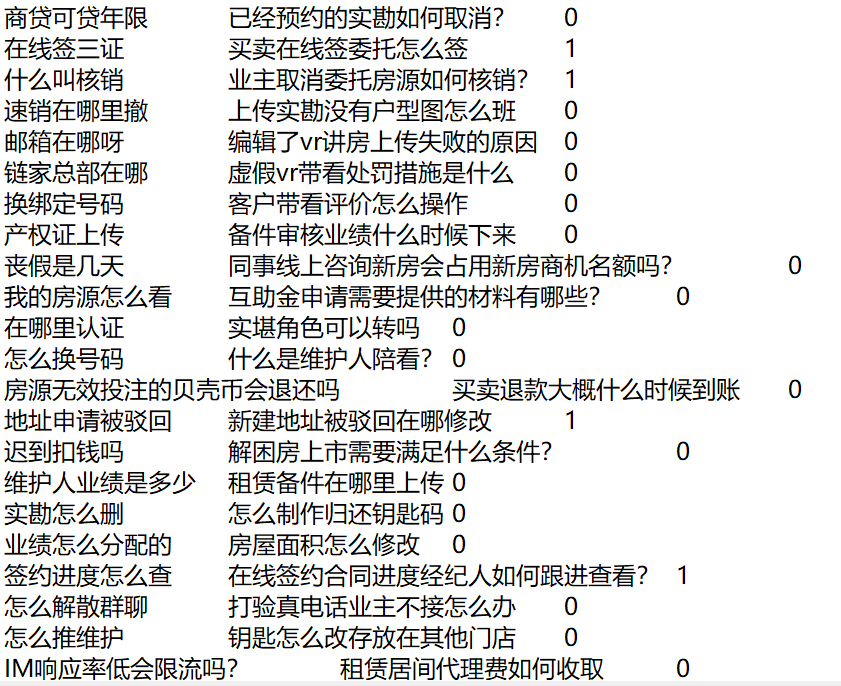 商贷可贷年限 已经预约的实勘如何取消? 0
在线签三证 买卖在线签委托怎么签 1
什么叫核销 业主取消委托房源如何核销? 1
速销在哪里撤 上传实勘没有户型图怎么班 0
邮箱在哪呀 编辑了vr讲房上传失败的原因 0
链家总部在哪 虚假vr带看处罚措施是什么 0
换绑定号码 客户带看评价怎么操作 0
产权证上传 备件审核业绩什么时候下来 0
丧假是几天 同事线上咨询新房会占用新房商机名额吗? 0
我的房源怎么看 互助金申请需要提供的材料有哪些? 0
在哪里认证 实堪角色可以转吗 0
怎么换号码 什么是维护人陪看? 0
房源无效投注的贝壳币会退还吗 买卖退款大概什么时候到账 0
地址申请被驳回 新建地址被驳回在哪修改 1
迟到扣钱吗 解困房上市需要满足什么条件? 0
维护人业绩是多少 租赁备件在哪里上传 0
实勘怎么删 怎么制作归还钥匙码 0
业绩怎么分配的 房屋面积怎么修改 0
签约进度怎么查 在线签约合同进度经纪人如何跟进查看? 1
怎么解散群聊 打验真电话业主不接怎么办 0
怎么推维护 钥匙怎么改存放在其他门店 0
IM响应率低会限流吗? 租赁居间代理费如何收取 0